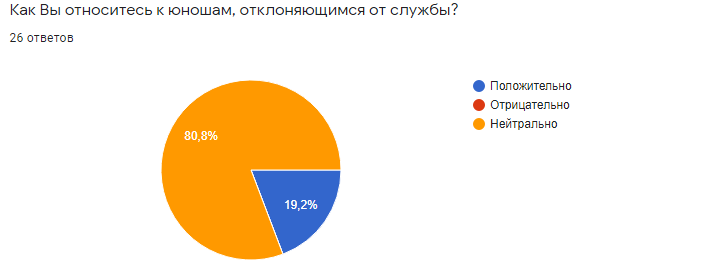 Как Вы относитесь к юношам, отклоняющимся от службы?
26 ответов
Положительно
Отрицательно
Нейтрально
80,8%
19,2%